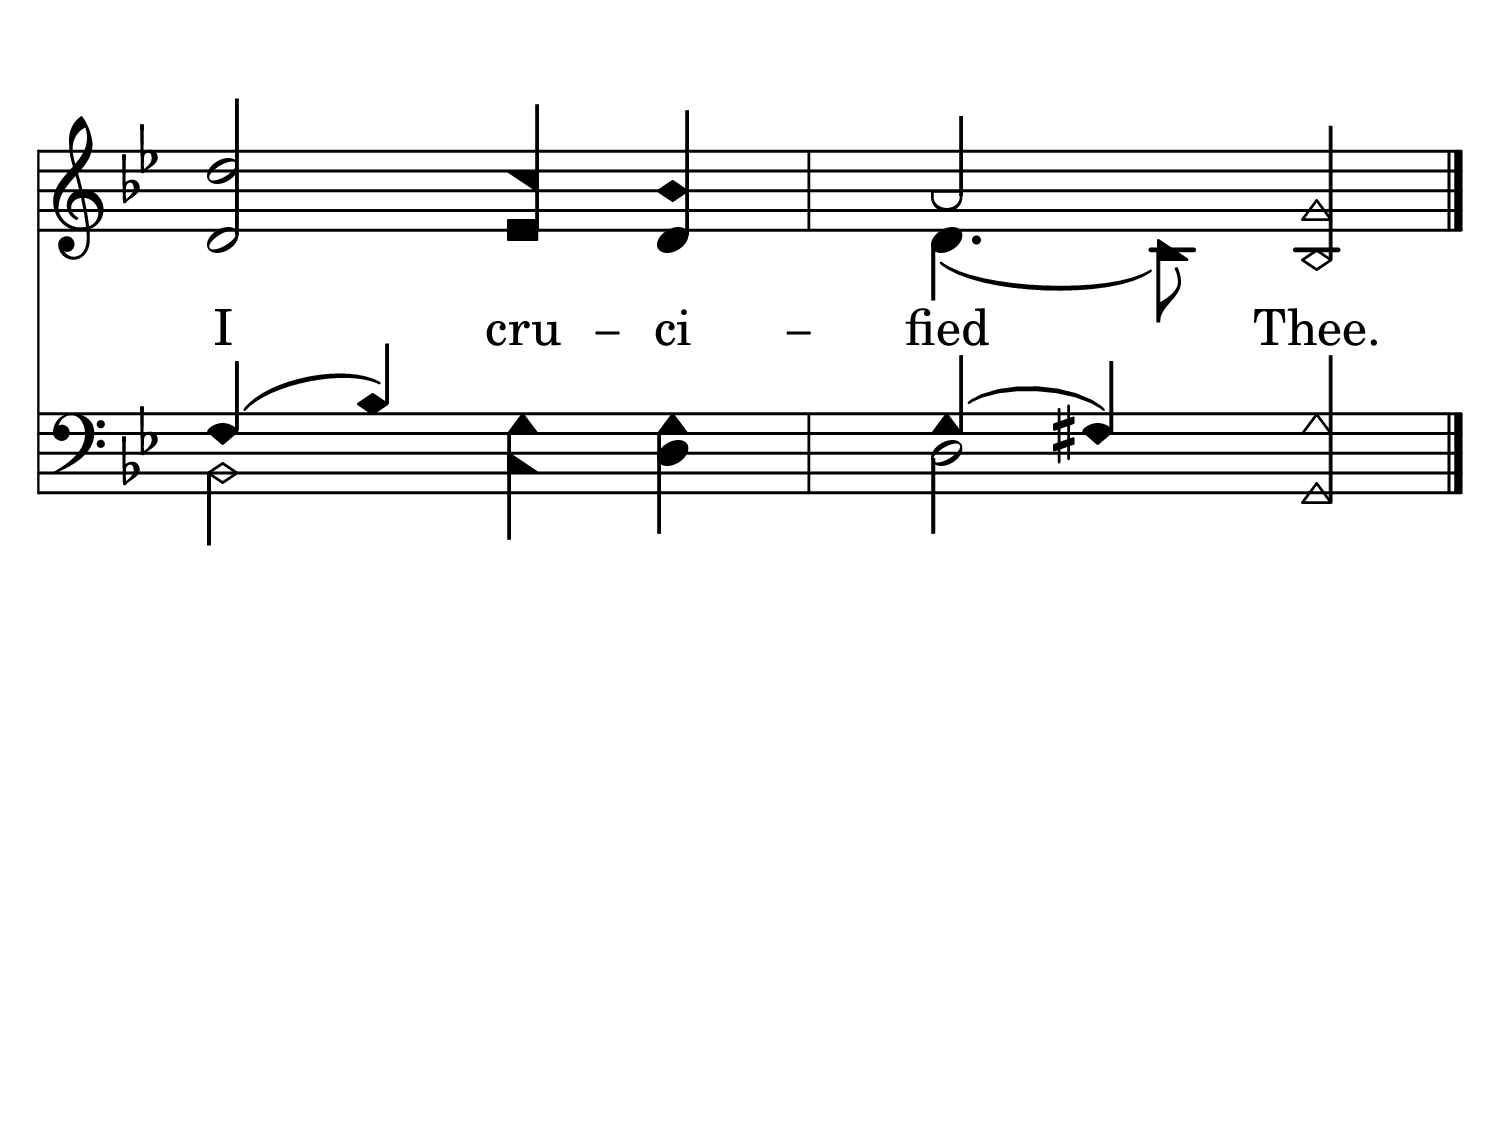 I cru – ci – fied Thee.